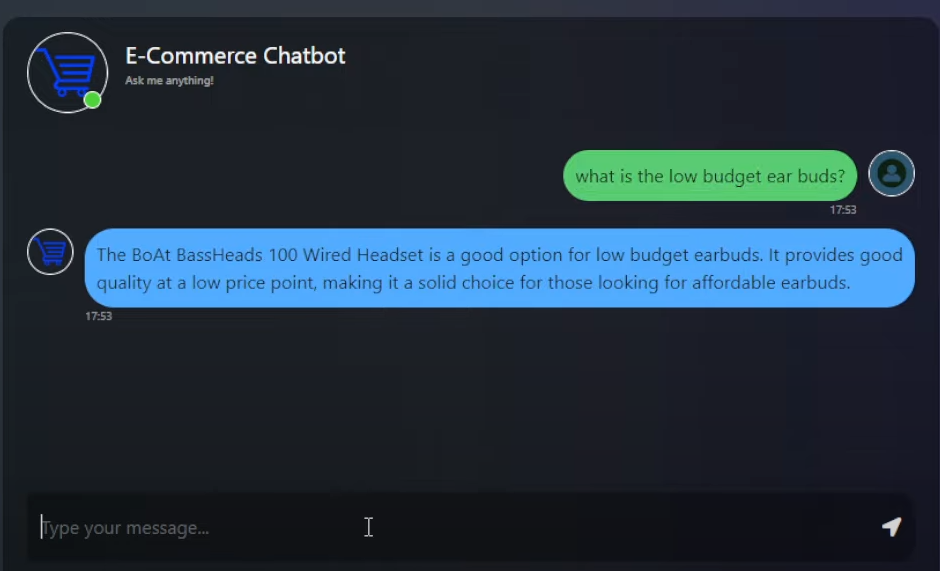 E-Commerce Chatbot
Ask me anything!
what is the low budget ear buds?
17:53
The BoAt BassHeads 100 Wired Headset is a good option for low budget earbuds. It provides good
quality at a low price point, making it a solid choice for those looking for affordable earbuds.
17:53
Type your message...